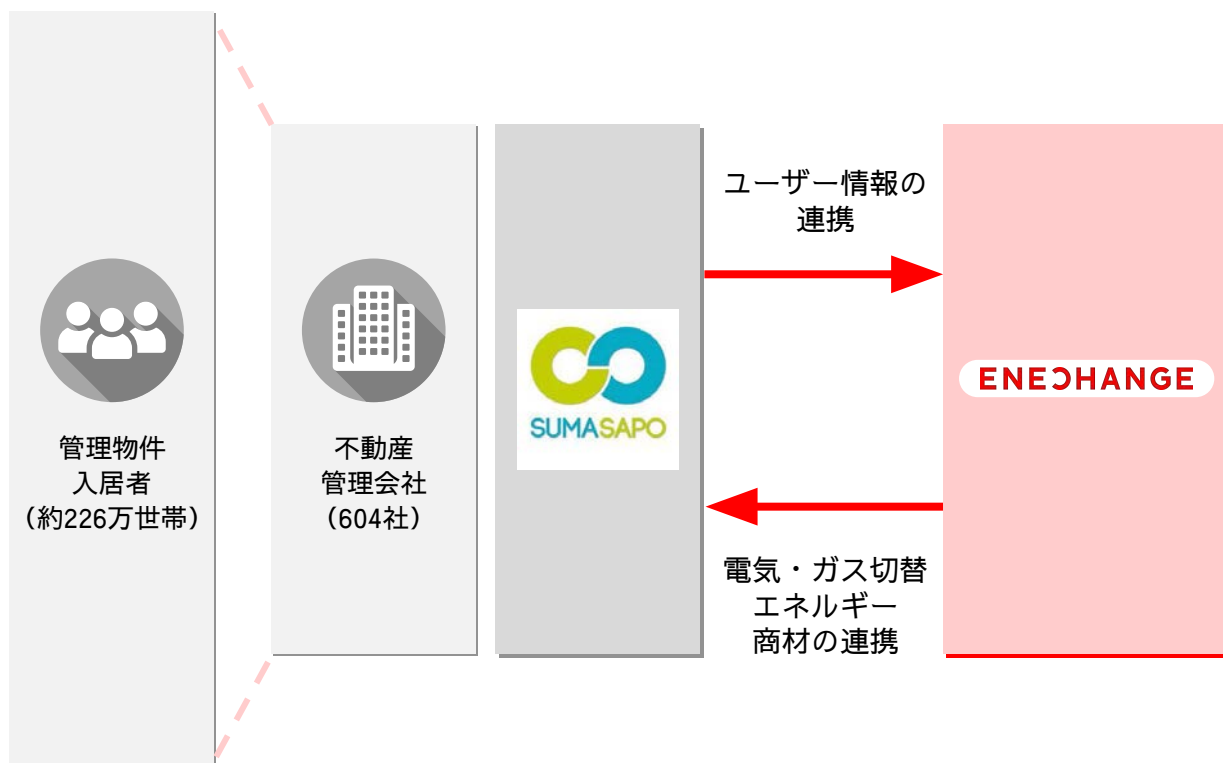 管理物件
入居者
（約226万世帯）
不動産
管理会社
（604社）
SUMASAPO
ユーザー情報の
連携
電気・ガス切替
エネルギー
商材の連携
ENECHANGE